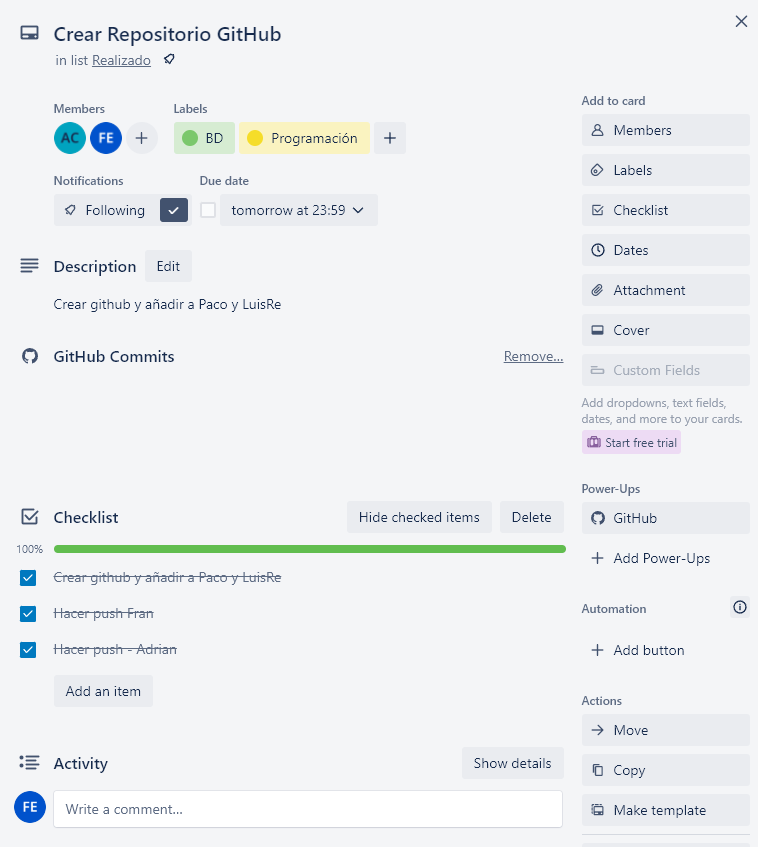 Crear Repositorio GitHub
in list Realizado
Members
AC FE
Labels
BD Programación
Notifications
Following
Due date
tomorrow at 23:59
Description Edit
Crear github y añadir a Paco y LuisRe
GitHub Commits Remove...
Checklist Hide checked items Delete
100%
Crear github y añadir a Paco y LuisRe
Hacer push Fran
Hacer push - Adrian
Add an item
Activity Show details
FE Write a comment...
Add to card
Members
Labels
Checklist
Dates
Attachment
Cover
Custom Fields
Add dropdowns, text fields,
dates, and more to your cards.
Start free trial
Power-Ups
GitHub
Add Power-Ups
Automation
Add button
Actions
Move
Copy
Make template